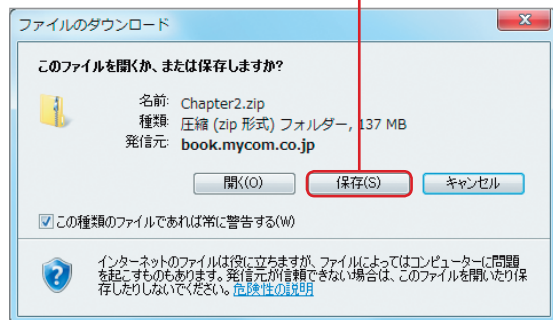 ファイルのダウンロード
このファイルを開くか、または保存しますか?
名前: Chapter2.zip
種類: 圧縮 (zip 形式) フォルダー, 137 MB
発信元: book.mycom.co.jp
開く(O) 保存(S) キャンセル
この種類のファイルであれば常に警告する(W)
インターネットのファイルは役に立ちますが、ファイルによってはコンピューターに問題
を起こすものもあります。発信元が信頼できない場合は、このファイルを開いたり保
存したりしないでください。危険性の説明